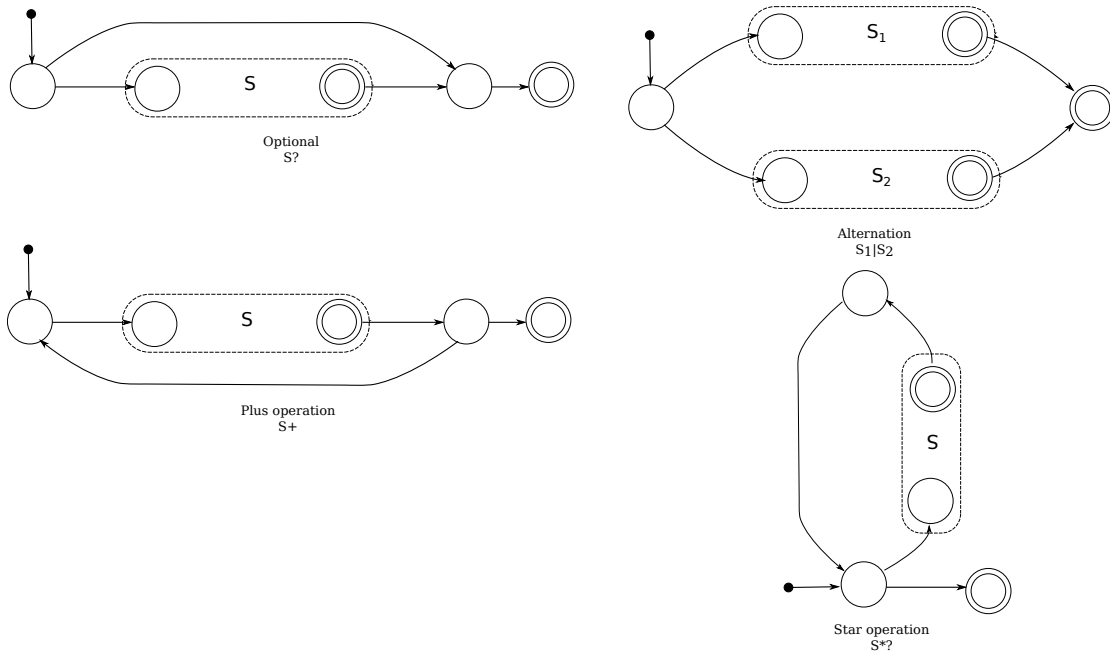 S
Optional
S?
S₁
S₂
Alternation
S₁|S₂
S
Plus operation
S+
S
Star operation
S*?